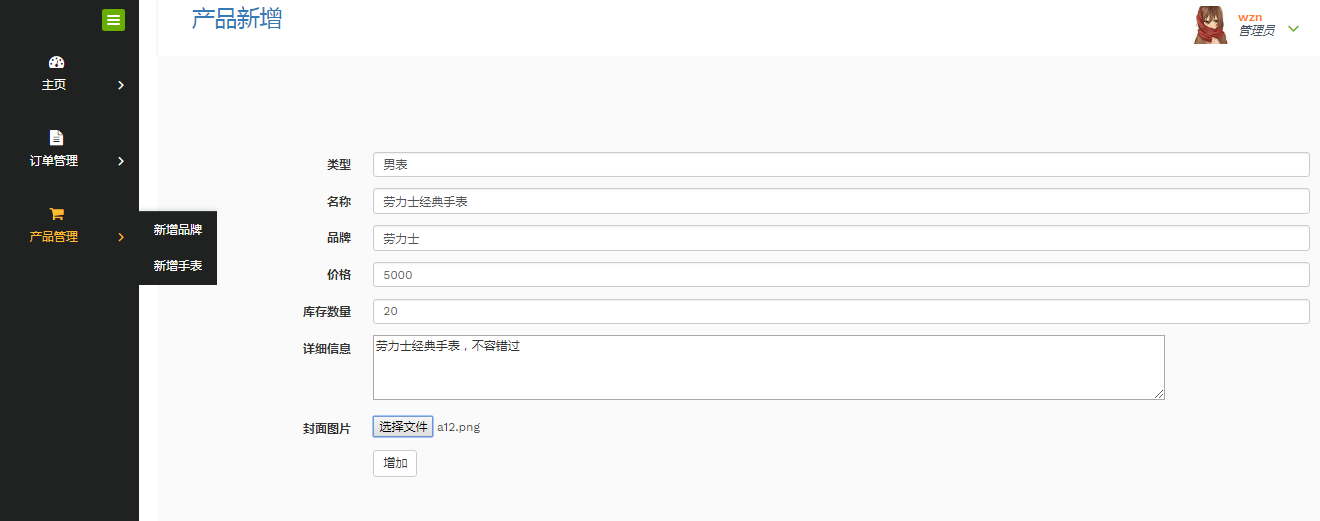 产品新增
wzn
管理员
主页
订单管理
产品管理
新增品牌
新增手表
类型 男表
名称 劳力士经典手表
品牌 劳力士
价格 5000
库存数量 20
详细信息 劳力士经典手表，不容错过
封面图片 选择文件 a12.png
增加